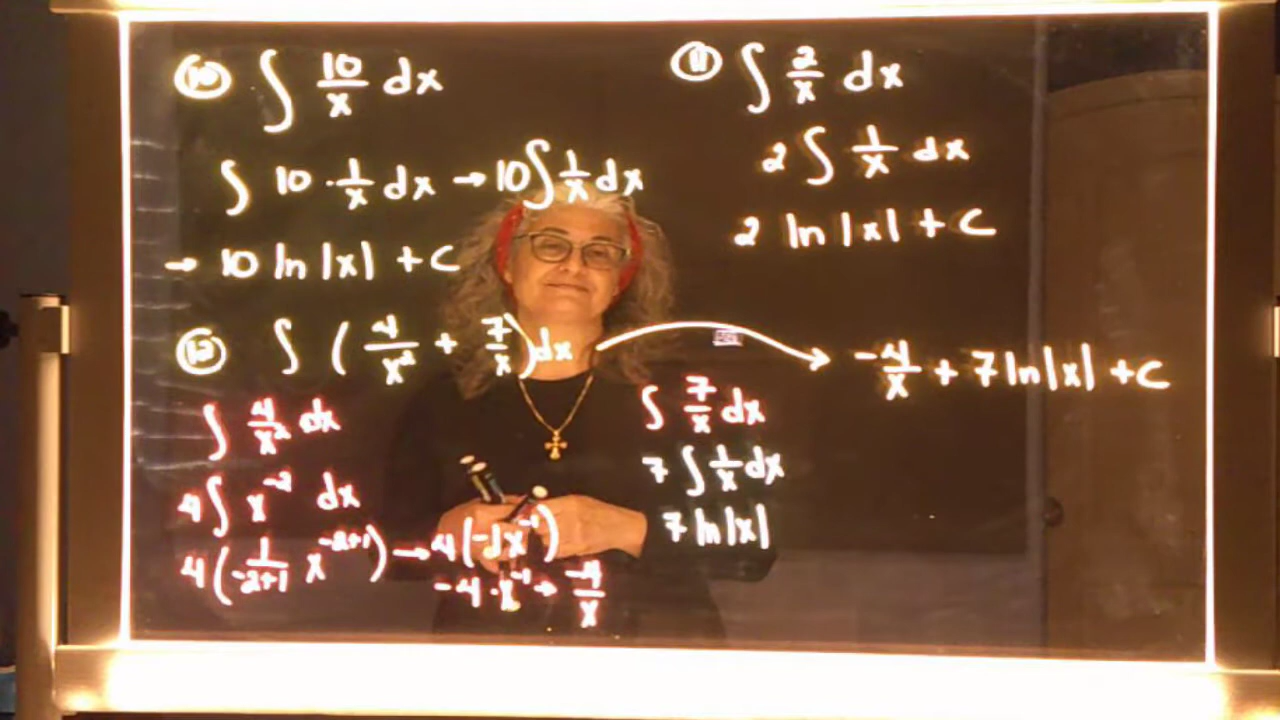 ⑩ ∫ 10/x dx
∫ 10 · 1/x dx → 10 ∫ 1/x dx
→ 10 ln |x| + C
⑪ ∫ 2/x dx
2 ∫ 1/x dx
2 ln |x| + C
⑫ ∫ ( 4/x² + 7/x ) dx → -4/x + 7 ln|x| + C
∫ 4/x² dx
4 ∫ x⁻² dx
4 ( 1/-2+1 x⁻²⁺¹ ) → 4 (-1x⁻¹)
-4 · x⁻¹ → -4/x
∫ 7/x dx
7 ∫ 1/x dx
7 ln |x|